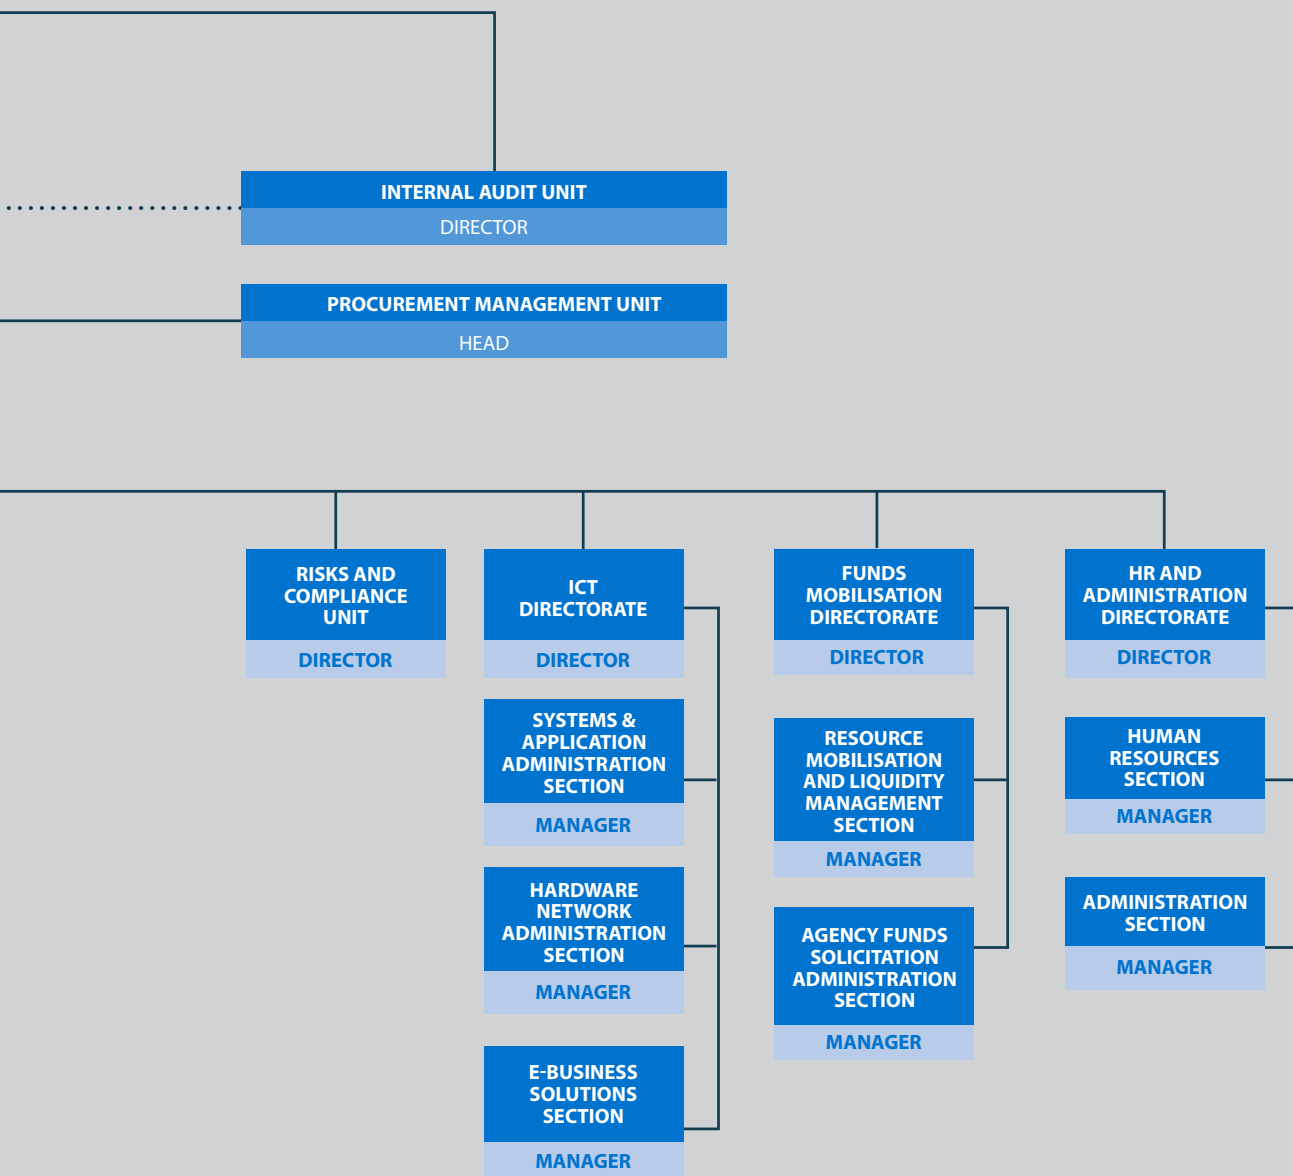 INTERNAL AUDIT UNIT
DIRECTOR
PROCUREMENT MANAGEMENT UNIT
HEAD
RISKS AND
COMPLIANCE
UNIT
DIRECTOR
ICT
DIRECTORATE
DIRECTOR
SYSTEMS &
APPLICATION
ADMINISTRATION
SECTION
MANAGER
HARDWARE
NETWORK
ADMINISTRATION
SECTION
MANAGER
E-BUSINESS
SOLUTIONS
SECTION
MANAGER
FUNDS
MOBILISATION
DIRECTORATE
DIRECTOR
RESOURCE
MOBILISATION
AND LIQUIDITY
MANAGEMENT
SECTION
MANAGER
AGENCY FUNDS
SOLICITATION
ADMINISTRATION
SECTION
MANAGER
HR AND
ADMINISTRATION
DIRECTORATE
DIRECTOR
HUMAN
RESOURCES
SECTION
MANAGER
ADMINISTRATION
SECTION
MANAGER